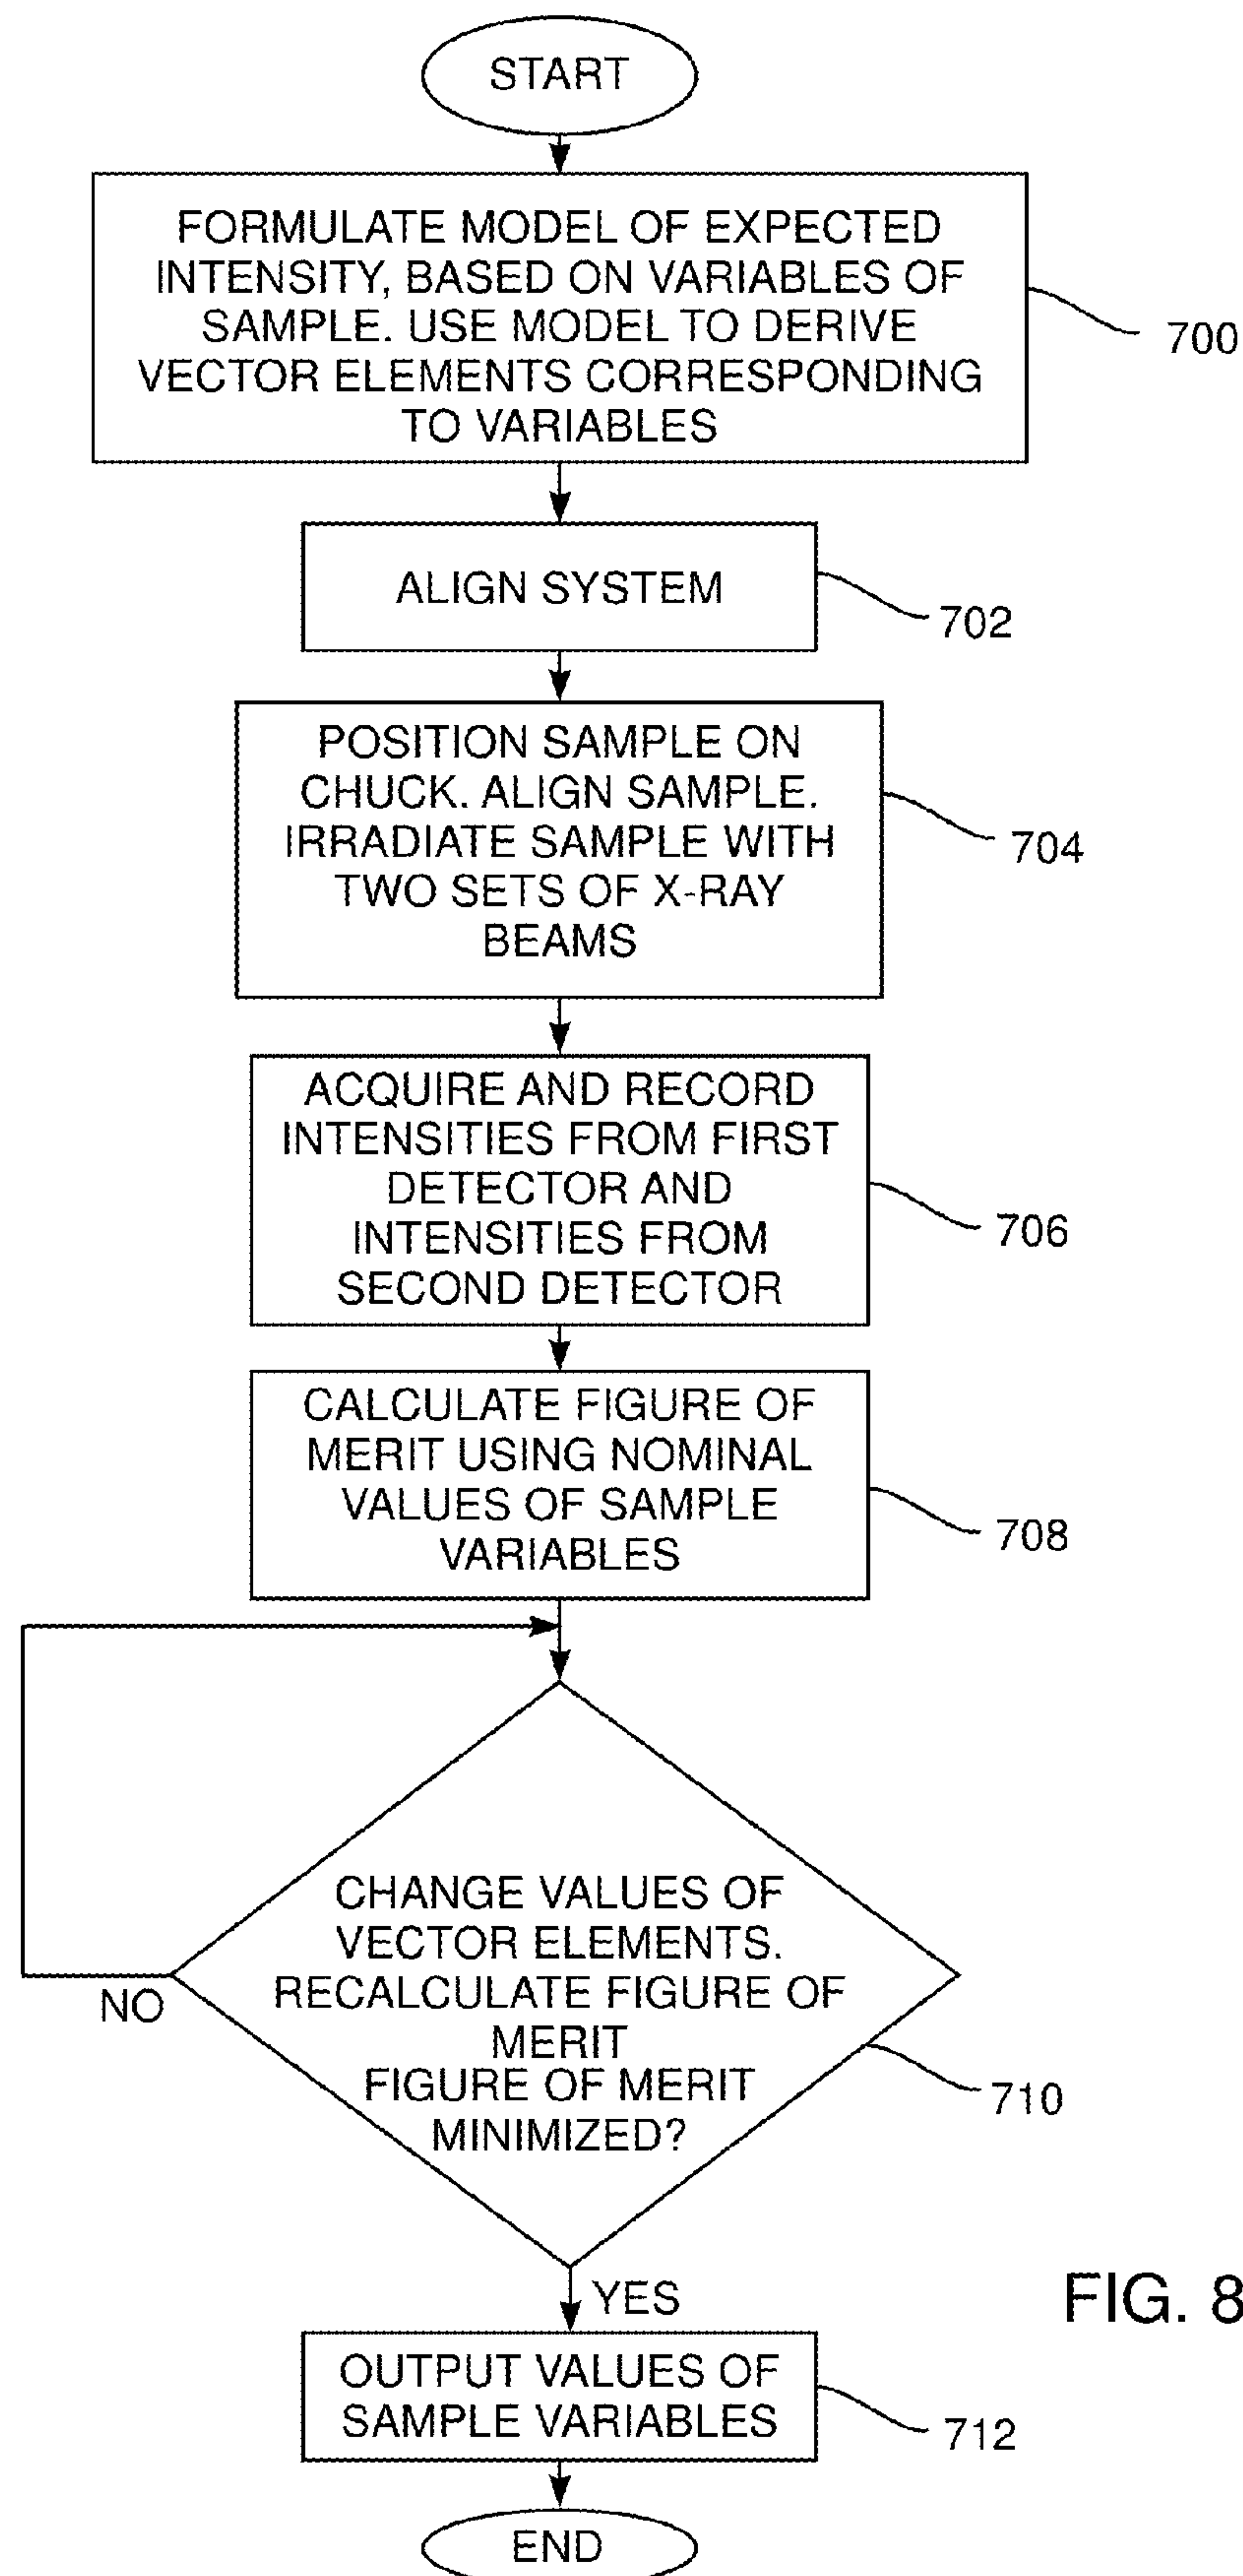 START
FORMULATE MODEL OF EXPECTED
INTENSITY, BASED ON VARIABLES OF
SAMPLE. USE MODEL TO DERIVE
VECTOR ELEMENTS CORRESPONDING
TO VARIABLES
700
ALIGN SYSTEM
702
POSITION SAMPLE ON
CHUCK. ALIGN SAMPLE.
IRRADIATE SAMPLE WITH
TWO SETS OF X-RAY
BEAMS
704
ACQUIRE AND RECORD
INTENSITIES FROM FIRST
DETECTOR AND
INTENSITIES FROM
SECOND DETECTOR
706
CALCULATE FIGURE OF
MERIT USING NOMINAL
VALUES OF SAMPLE
VARIABLES
708
CHANGE VALUES OF
VECTOR ELEMENTS.
RECALCULATE FIGURE OF
MERIT
FIGURE OF MERIT
MINIMIZED?
NO
710
YES
FIG. 8
OUTPUT VALUES OF
SAMPLE VARIABLES
712
END